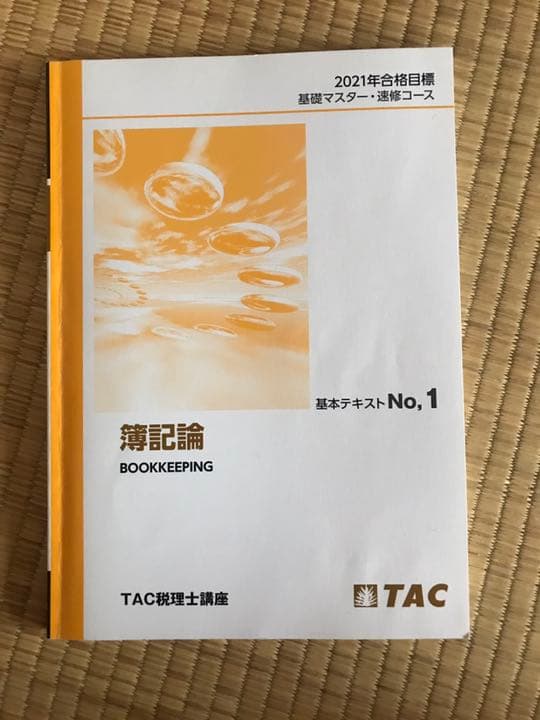 2021年合格目標
基礎マスター・速修コース
基本テキスト No,1
簿記論
BOOKKEEPING
TAC税理士講座
TAC